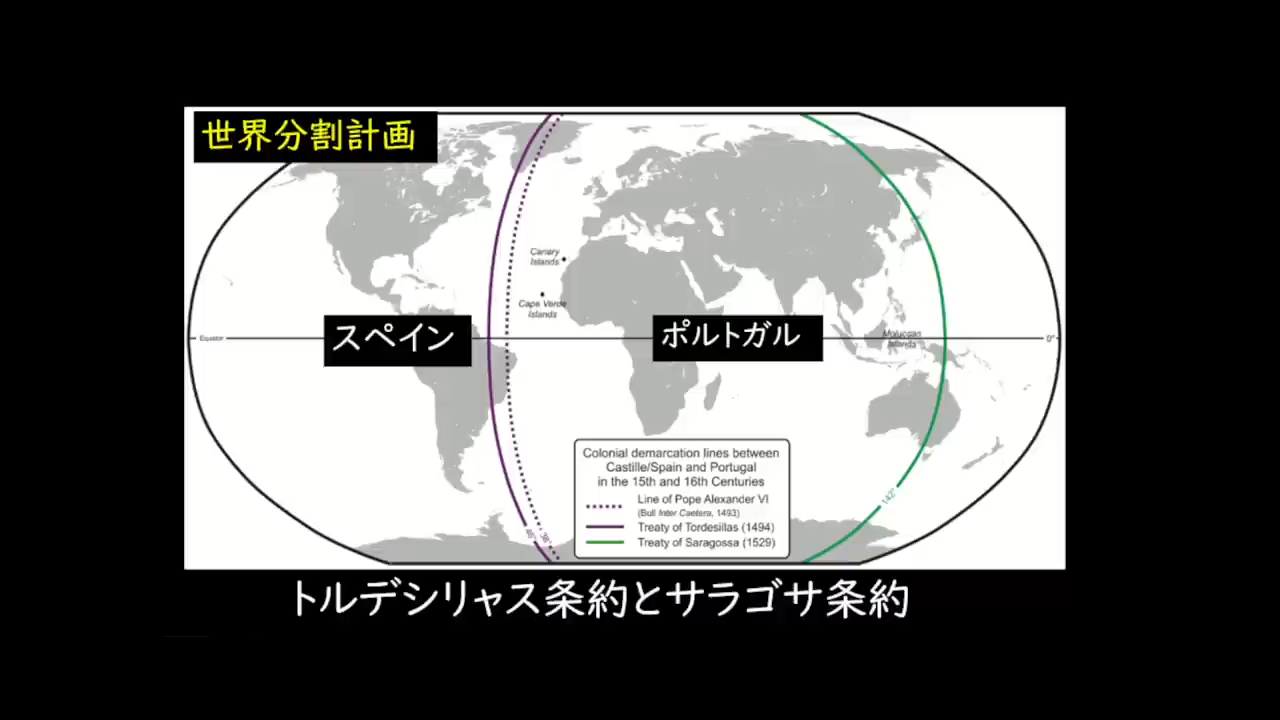 世界分割計画
Canary
Islands
Cape Verde
Islands
スペイン
ポルトガル
Moluccan
Islands
Equator
0°
Colonial demarcation lines between
Castille/Spain and Portugal
in the 15th and 16th Centuries
Line of Pope Alexander VI
(Bull Inter Caetera, 1493)
Treaty of Tordesillas (1494)
Treaty of Saragossa (1529)
142°
46°
38°
トルデシリャス条約とサラゴサ条約